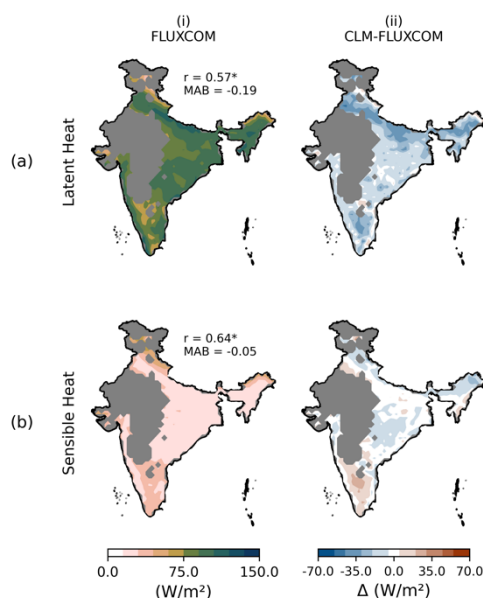 (i)
FLUXCOM
(ii)
CLM-FLUXCOM
(a)
Latent Heat
r = 0.57*
MAB = -0.19
(b)
Sensible Heat
r = 0.64*
MAB = -0.05
0.0 75.0 150.0
(W/m²)
-70.0 -35.0 0.0 35.0 70.0
Δ (W/m²)